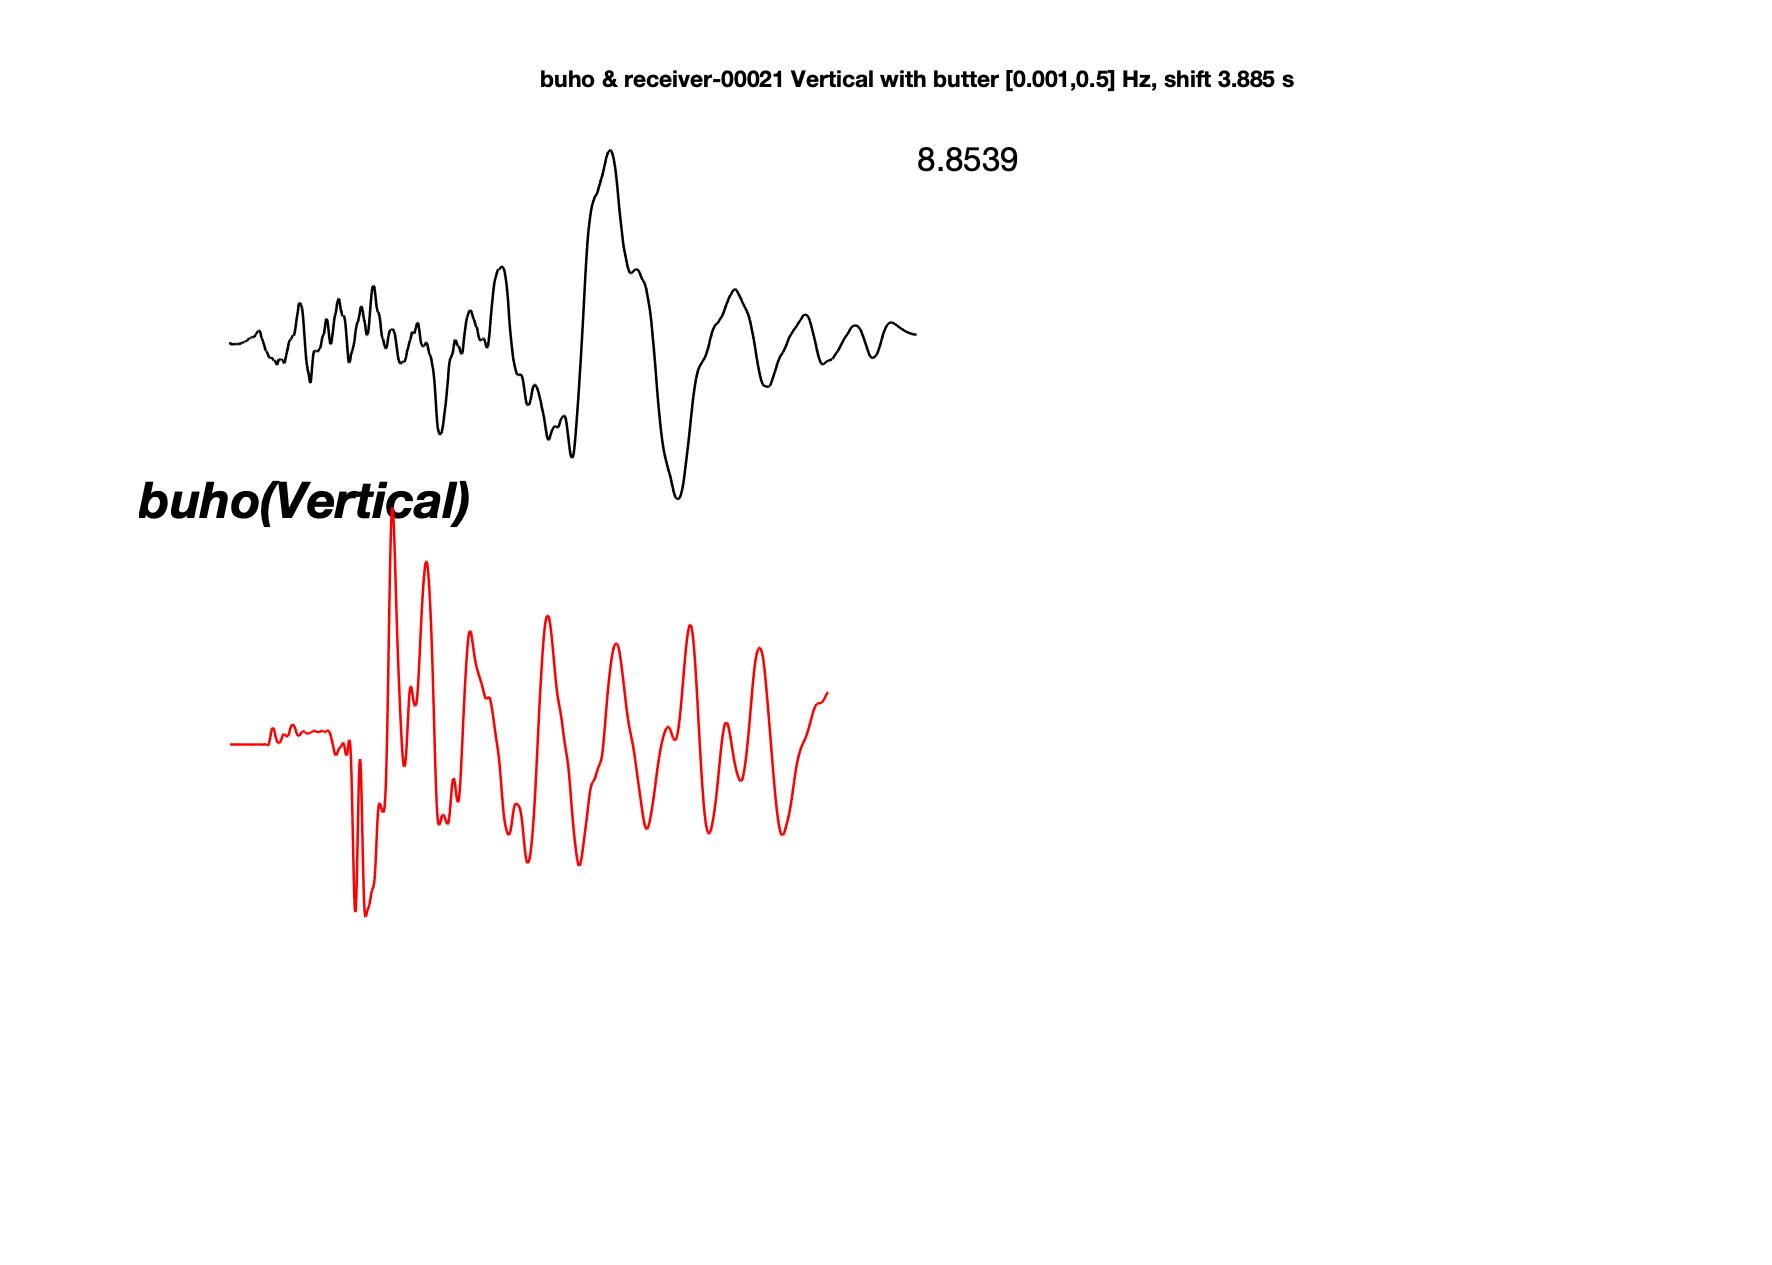 buho & receiver-00021 Vertical with butter [0.001,0.5] Hz, shift 3.885 s
8.8539
buho(Vertical)